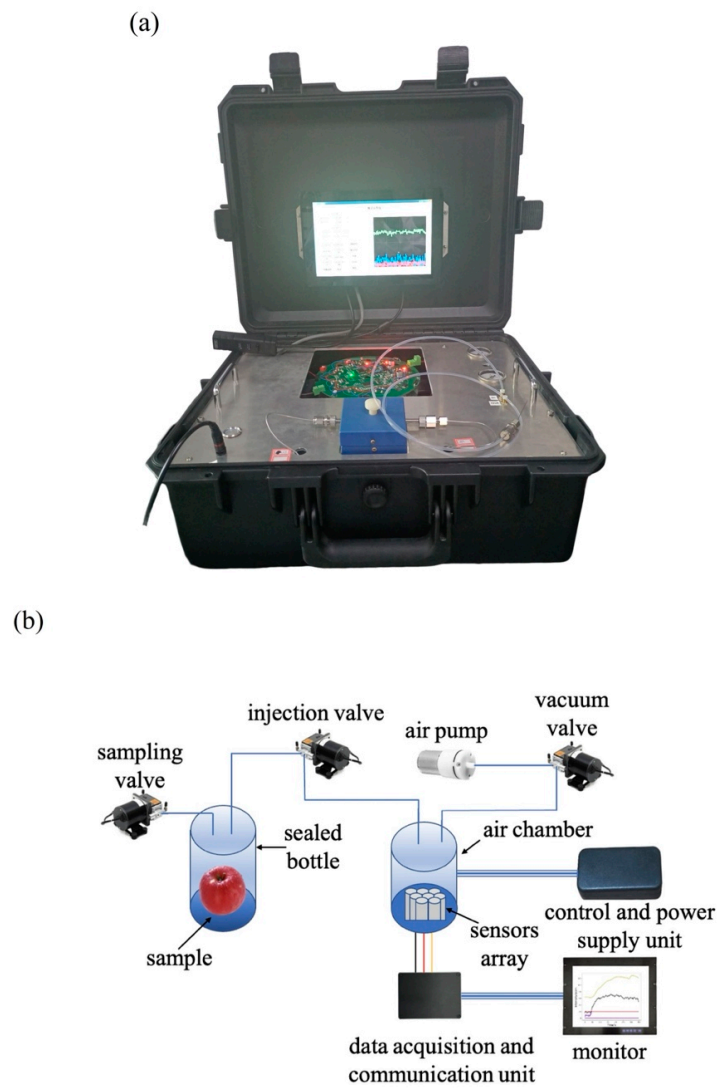 (a)
(b)
injection valve
vacuum
valve
air pump
sampling
valve
sealed
bottle
air chamber
sample
sensors
array
control and power
supply unit
data acquisition and
communication unit
monitor